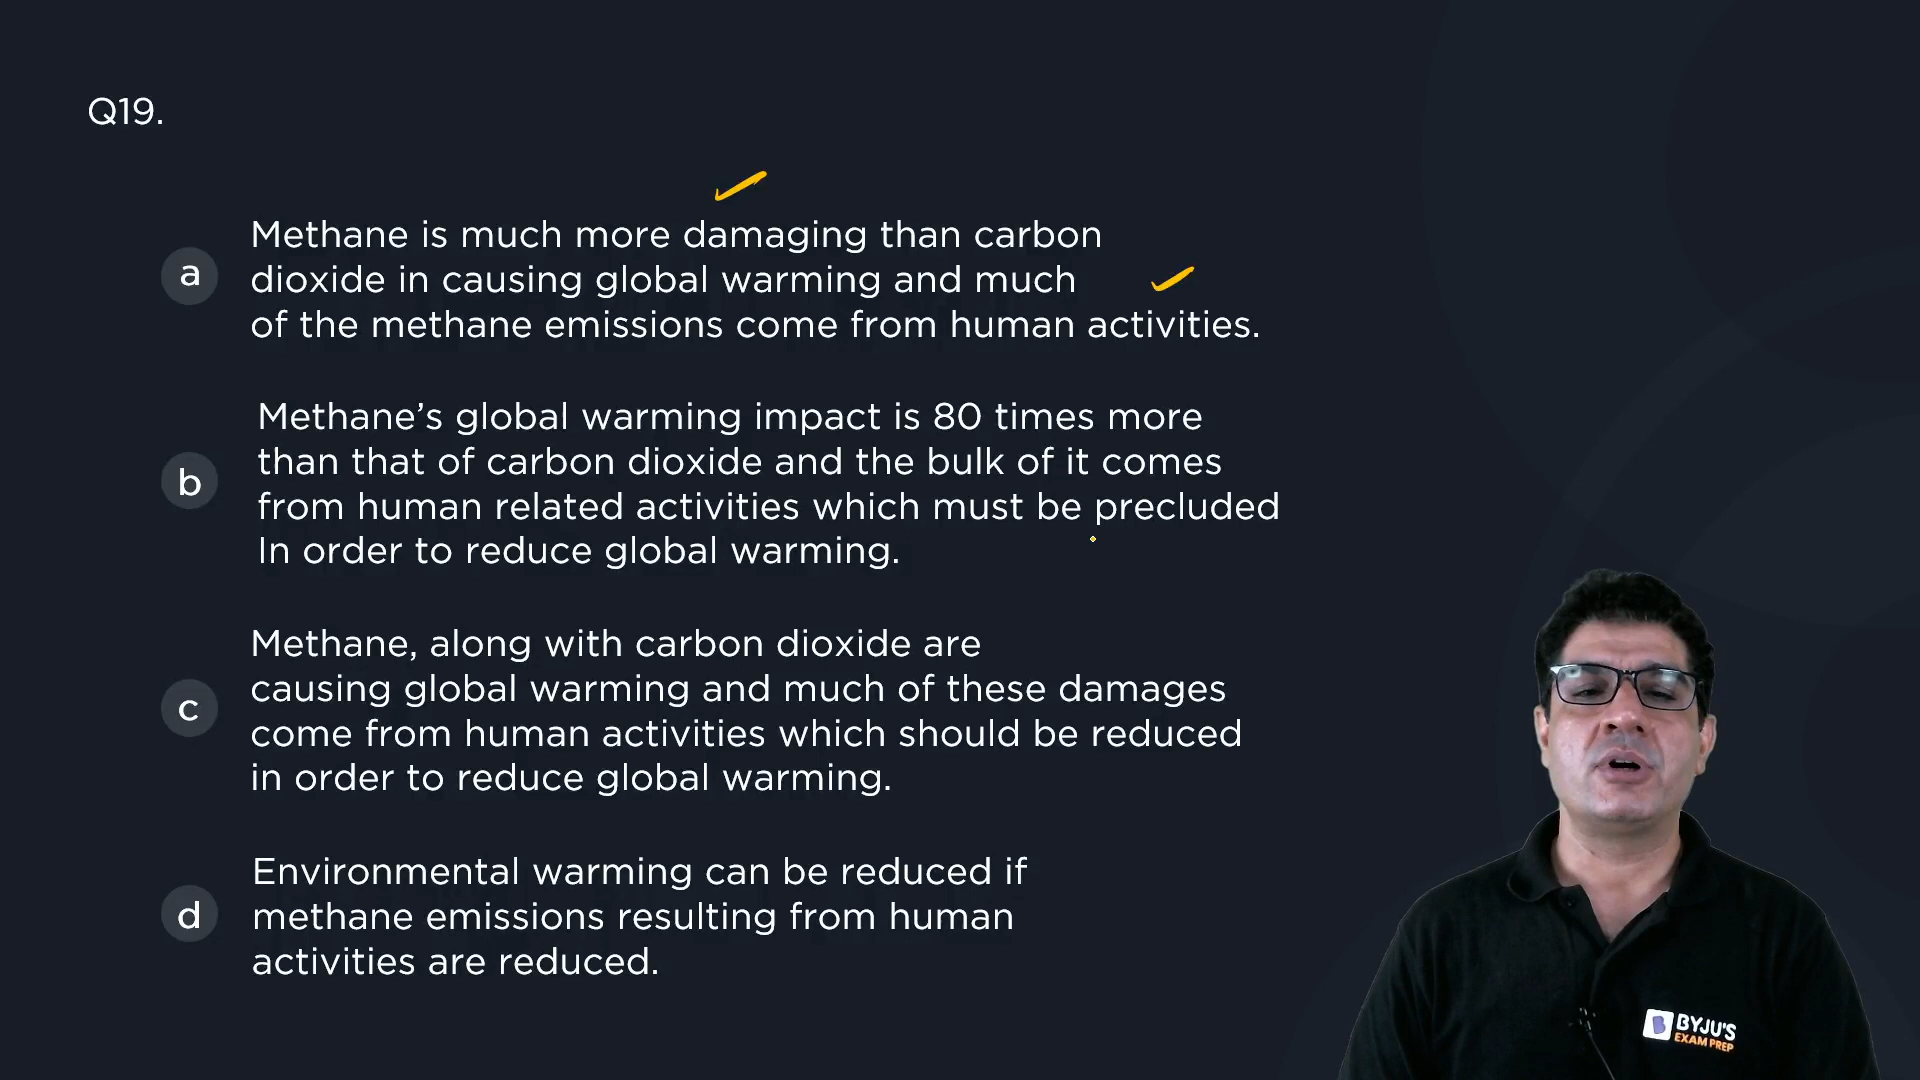 Q19.
a
Methane is much more damaging than carbon
dioxide in causing global warming and much
of the methane emissions come from human activities.
b
Methane’s global warming impact is 80 times more
than that of carbon dioxide and the bulk of it comes
from human related activities which must be precluded
In order to reduce global warming.
c
Methane, along with carbon dioxide are
causing global warming and much of these damages
come from human activities which should be reduced
in order to reduce global warming.
d
Environmental warming can be reduced if
methane emissions resulting from human
activities are reduced.
B BYJU'S
EXAM PREP